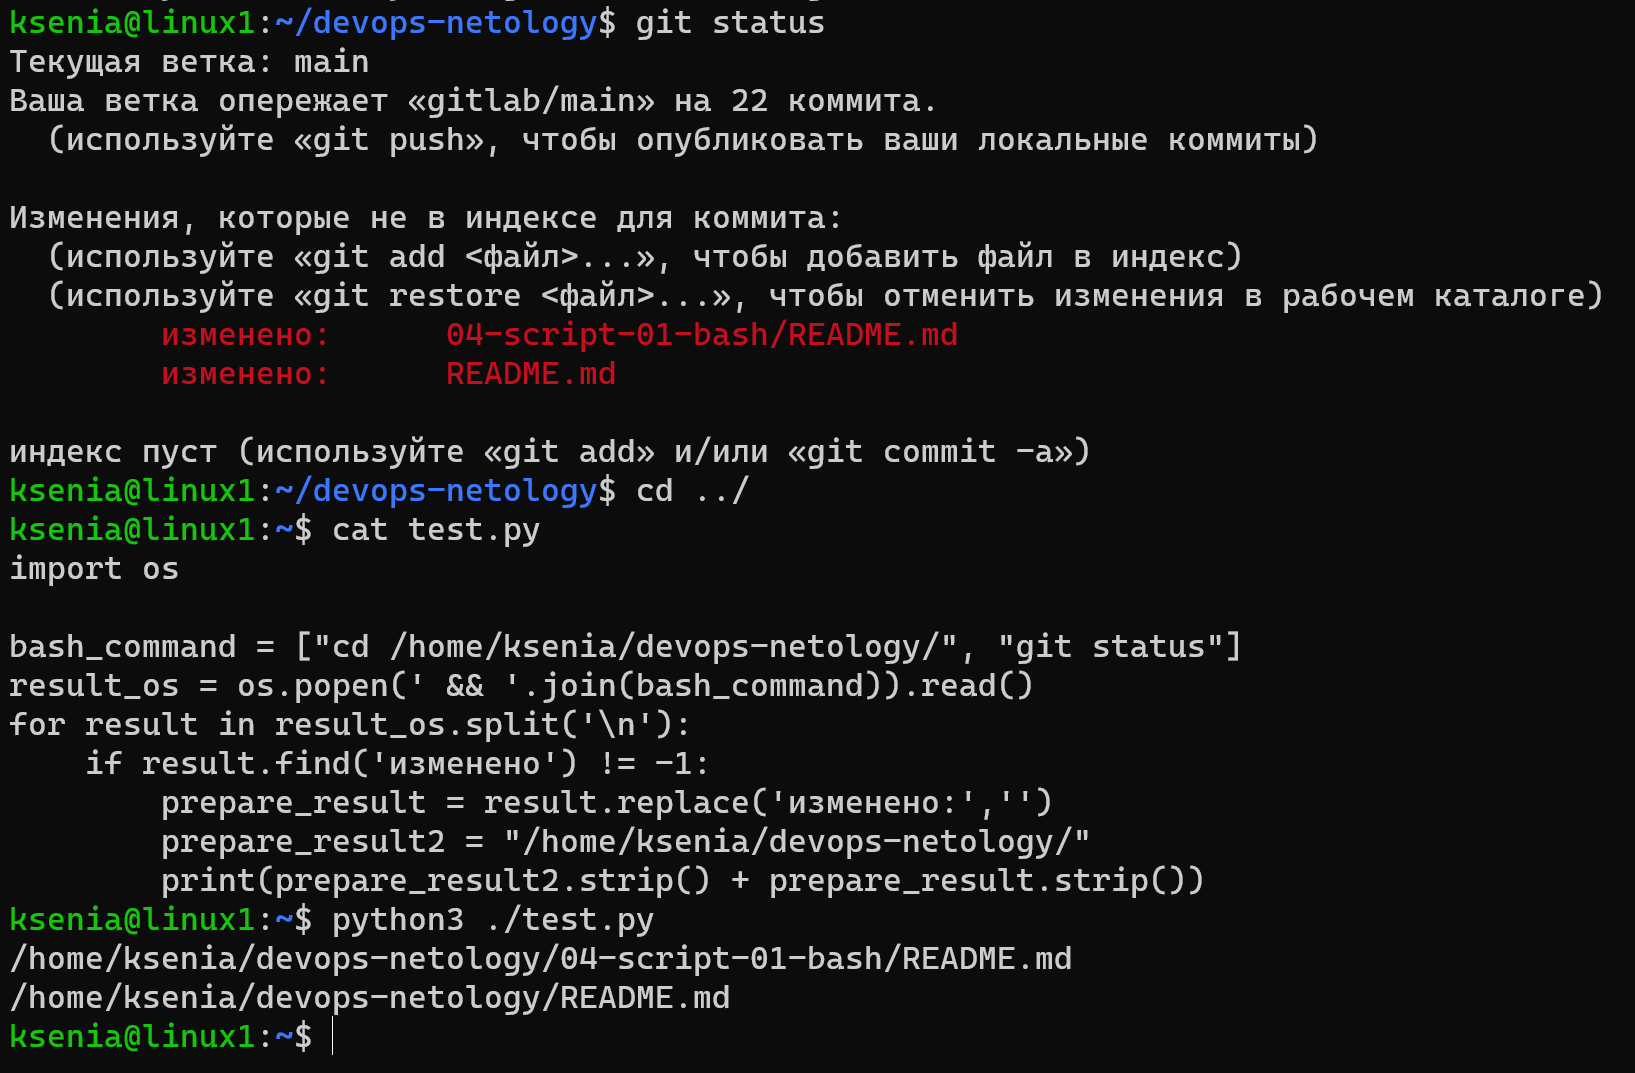 ksenia@linux1:~/devops-netology$ git status
Текущая ветка: main
Ваша ветка опережает «gitlab/main» на 22 коммита.
  (используйте «git push», чтобы опубликовать ваши локальные коммиты)

Изменения, которые не в индексе для коммита:
  (используйте «git add <файл>...», чтобы добавить файл в индекс)
  (используйте «git restore <файл>...», чтобы отменить изменения в рабочем каталоге)
        изменено:      04-script-01-bash/README.md
        изменено:      README.md

индекс пуст (используйте «git add» и/или «git commit -a»)
ksenia@linux1:~/devops-netology$ cd ../
ksenia@linux1:~$ cat test.py
import os

bash_command = ["cd /home/ksenia/devops-netology/", "git status"]
result_os = os.popen(' && '.join(bash_command)).read()
for result in result_os.split('\n'):
    if result.find('изменено') != -1:
        prepare_result = result.replace('изменено:','')
        prepare_result2 = "/home/ksenia/devops-netology/"
        print(prepare_result2.strip() + prepare_result.strip())
ksenia@linux1:~$ python3 ./test.py
/home/ksenia/devops-netology/04-script-01-bash/README.md
/home/ksenia/devops-netology/README.md
ksenia@linux1:~$